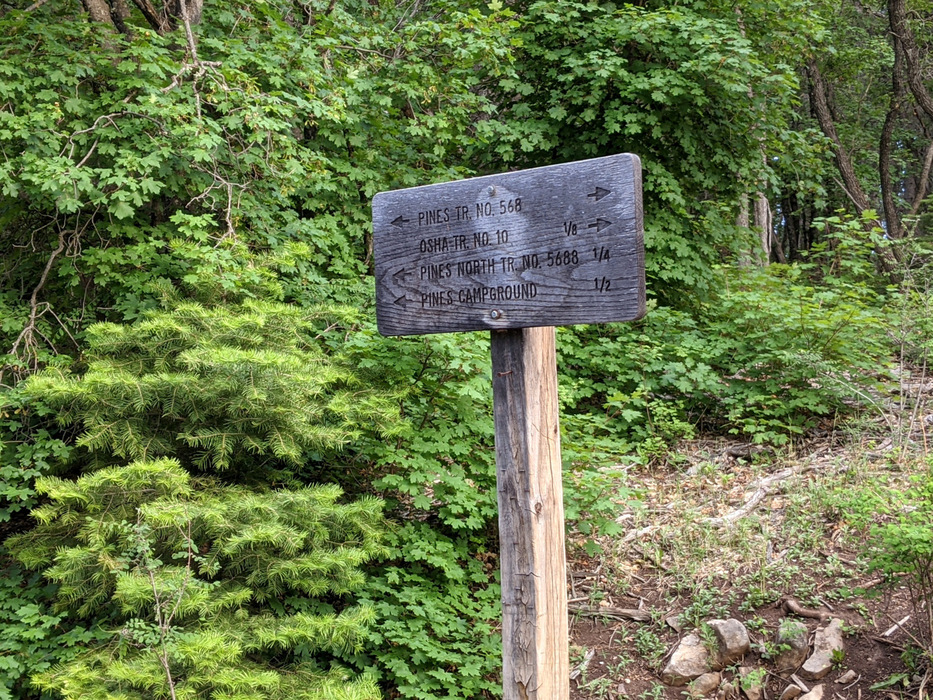 ← PINES TR. NO. 568 →
OSHA TR. NO. 10 1/8 →
← PINES NORTH TR. NO. 5688 1/4
← PINES CAMPGROUND 1/2